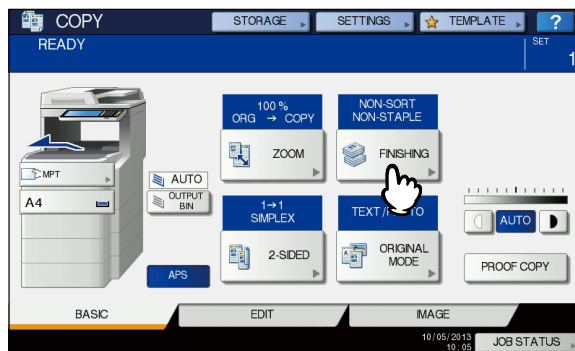 COPY
STORAGE
SETTINGS
TEMPLATE
?
READY
SET
1
100 %
ORG → COPY
NON-SORT
NON-STAPLE
ZOOM
FINISHING
MPT
A4
AUTO
OUTPUT
BIN
1→1
SIMPLEX
2-SIDED
ORIGINAL
MODE
AUTO
APS
PROOF COPY
BASIC
EDIT
IMAGE
10/05/2013
10:05
JOB STATUS